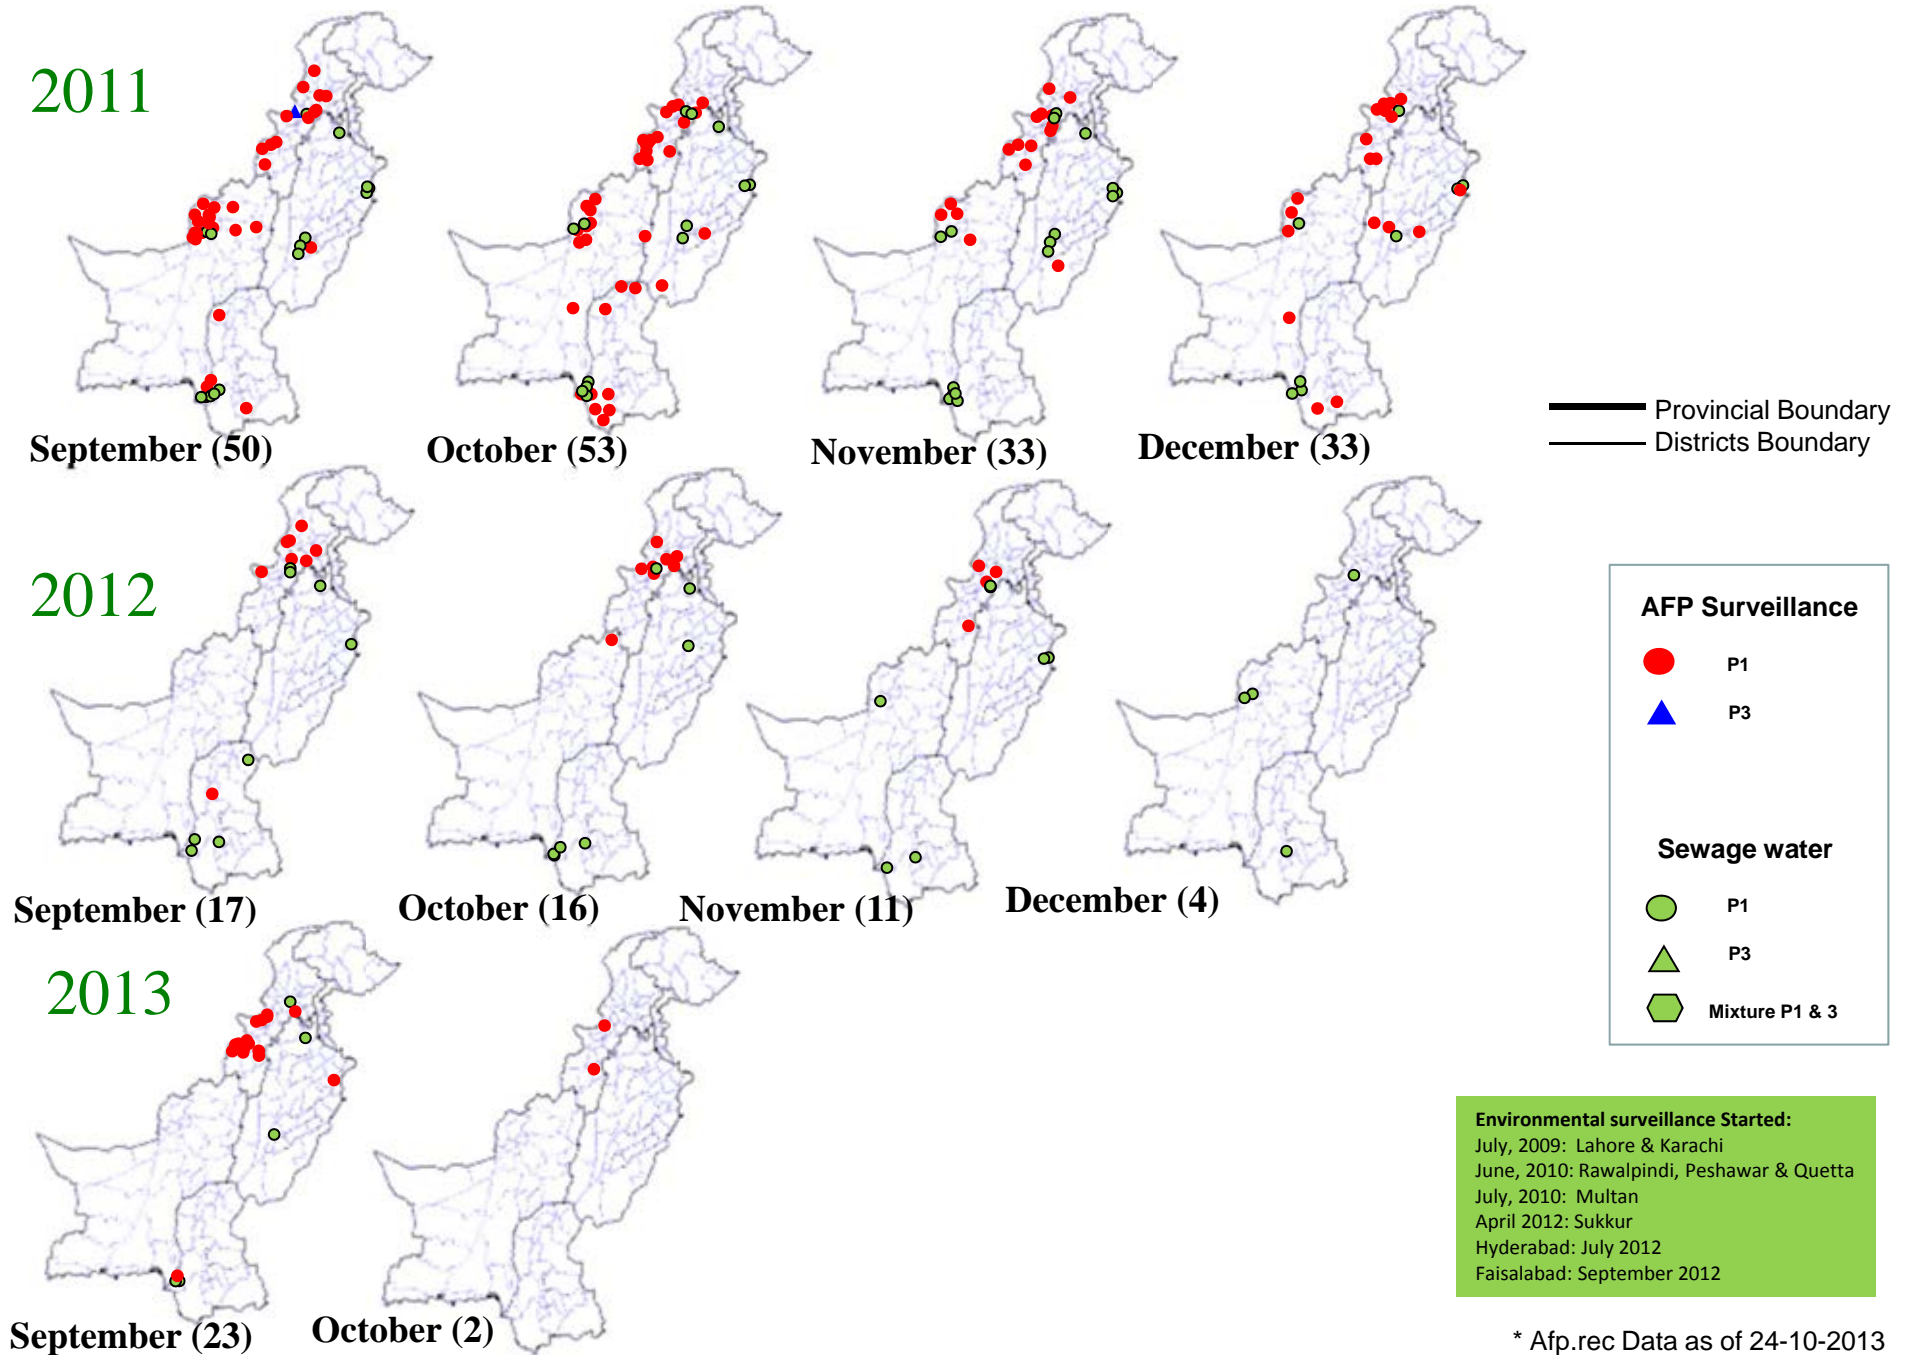 2011
September (50)
October (53)
November (33)
December (33)
Provincial Boundary
Districts Boundary
2012
September (17)
October (16)
November (11)
December (4)
AFP Surveillance
P1
P3
Sewage water
P1
P3
Mixture P1 & 3
2013
September (23)
October (2)
Environmental surveillance Started:
July, 2009: Lahore & Karachi
June, 2010: Rawalpindi, Peshawar & Quetta
July, 2010: Multan
April 2012: Sukkur
Hyderabad: July 2012
Faisalabad: September 2012
* Afp.rec Data as of 24-10-2013